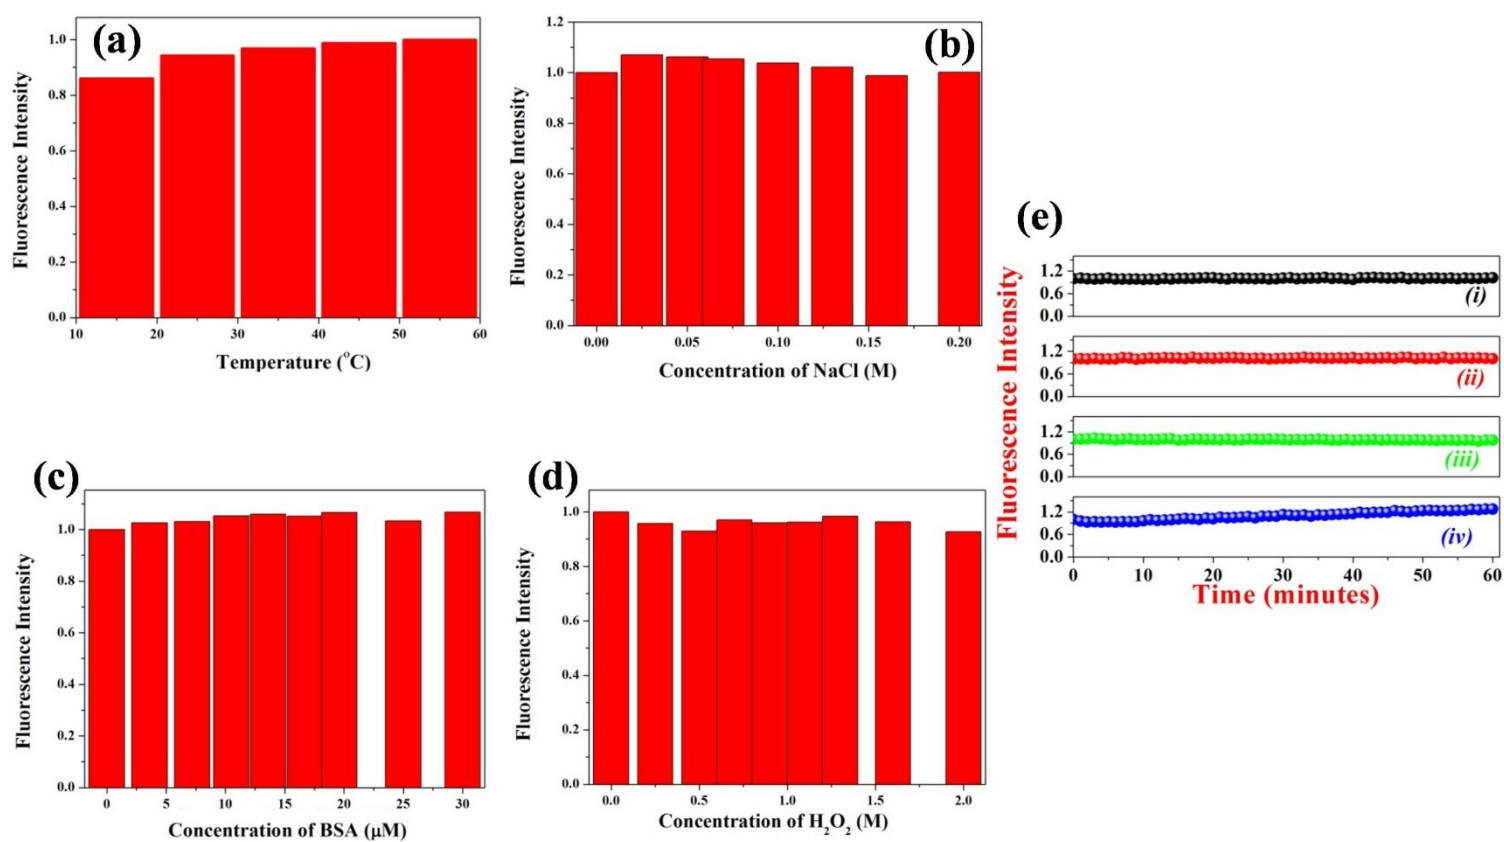 (a)
Fluorescence Intensity
1.0
0.8
0.6
0.4
0.2
0.0
10 20 30 40 50 60
Temperature (°C)
(b)
Fluorescence Intensity
1.2
1.0
0.8
0.6
0.4
0.2
0.0
0.00 0.05 0.10 0.15 0.20
Concentration of NaCl (M)
(c)
Fluorescence Intensity
1.0
0.8
0.6
0.4
0.2
0.0
0 5 10 15 20 25 30
Concentration of BSA (μM)
(d)
Fluorescence Intensity
1.0
0.8
0.6
0.4
0.2
0.0
0.0 0.5 1.0 1.5 2.0
Concentration of H₂O₂ (M)
(e)
Fluorescence Intensity
1.2
0.6
0.0
(i)
1.2
0.6
0.0
(ii)
1.2
0.6
0.0
(iii)
1.2
0.6
0.0
(iv)
0 10 20 30 40 50 60
Time (minutes)